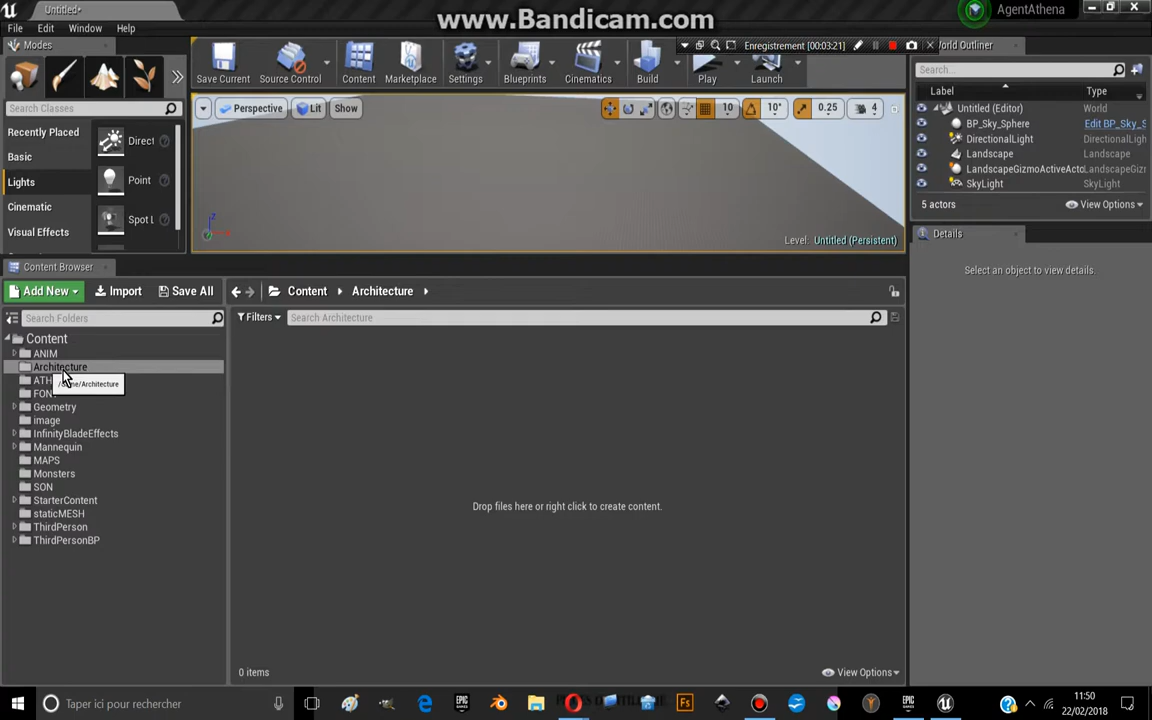 www.Bandicam.com
Untitled*
AgentAthena
File Edit Window Help
Modes
Enregistrement [00:03:21]
World Outliner
Search Classes
Save Current Source Control Content Marketplace Settings Blueprints Cinematics Build Play Launch
Search...
Label Type
Recently Placed
Basic
Lights
Cinematic
Visual Effects
Direct
Point
Spot L
Perspective Lit Show
10 10° 0.25 4
Z
Level: Untitled (Persistent)
Untitled (Editor) World
BP_Sky_Sphere Edit BP_Sky_S
DirectionalLight DirectionalLigh
Landscape Landscape
LandscapeGizmoActiveActo LandscapeGiz
SkyLight SkyLight
5 actors View Options
Details
Select an object to view details.
Content Browser
Add New Import Save All Content Architecture
Search Folders
Filters Search Architecture
Content
ANIM
Architecture
ATH
/Game/Architecture
FON
Geometry
image
InfinityBladeEffects
Mannequin
MAPS
Monsters
SON
StarterContent
staticMESH
ThirdPerson
ThirdPersonBP
Drop files here or right click to create content.
0 items View Options
Taper ici pour rechercher
Fs
11:50
22/02/2018